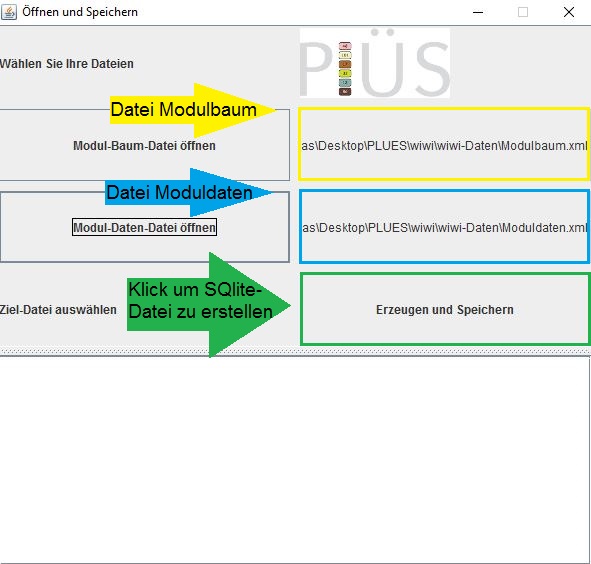 Öffnen und Speichern
Wählen Sie Ihre Dateien
PlÜS
Datei Modulbaum
Modul-Baum-Datei öffnen
as\Desktop\PLUES\wiwi\wiwi-Daten\Modulbaum.xml
Datei Moduldaten
Modul-Daten-Datei öffnen
as\Desktop\PLUES\wiwi\wiwi-Daten\Moduldaten.xml
Klick um SQlite-
Datei zu erstellen
Ziel-Datei auswählen
Erzeugen und Speichern